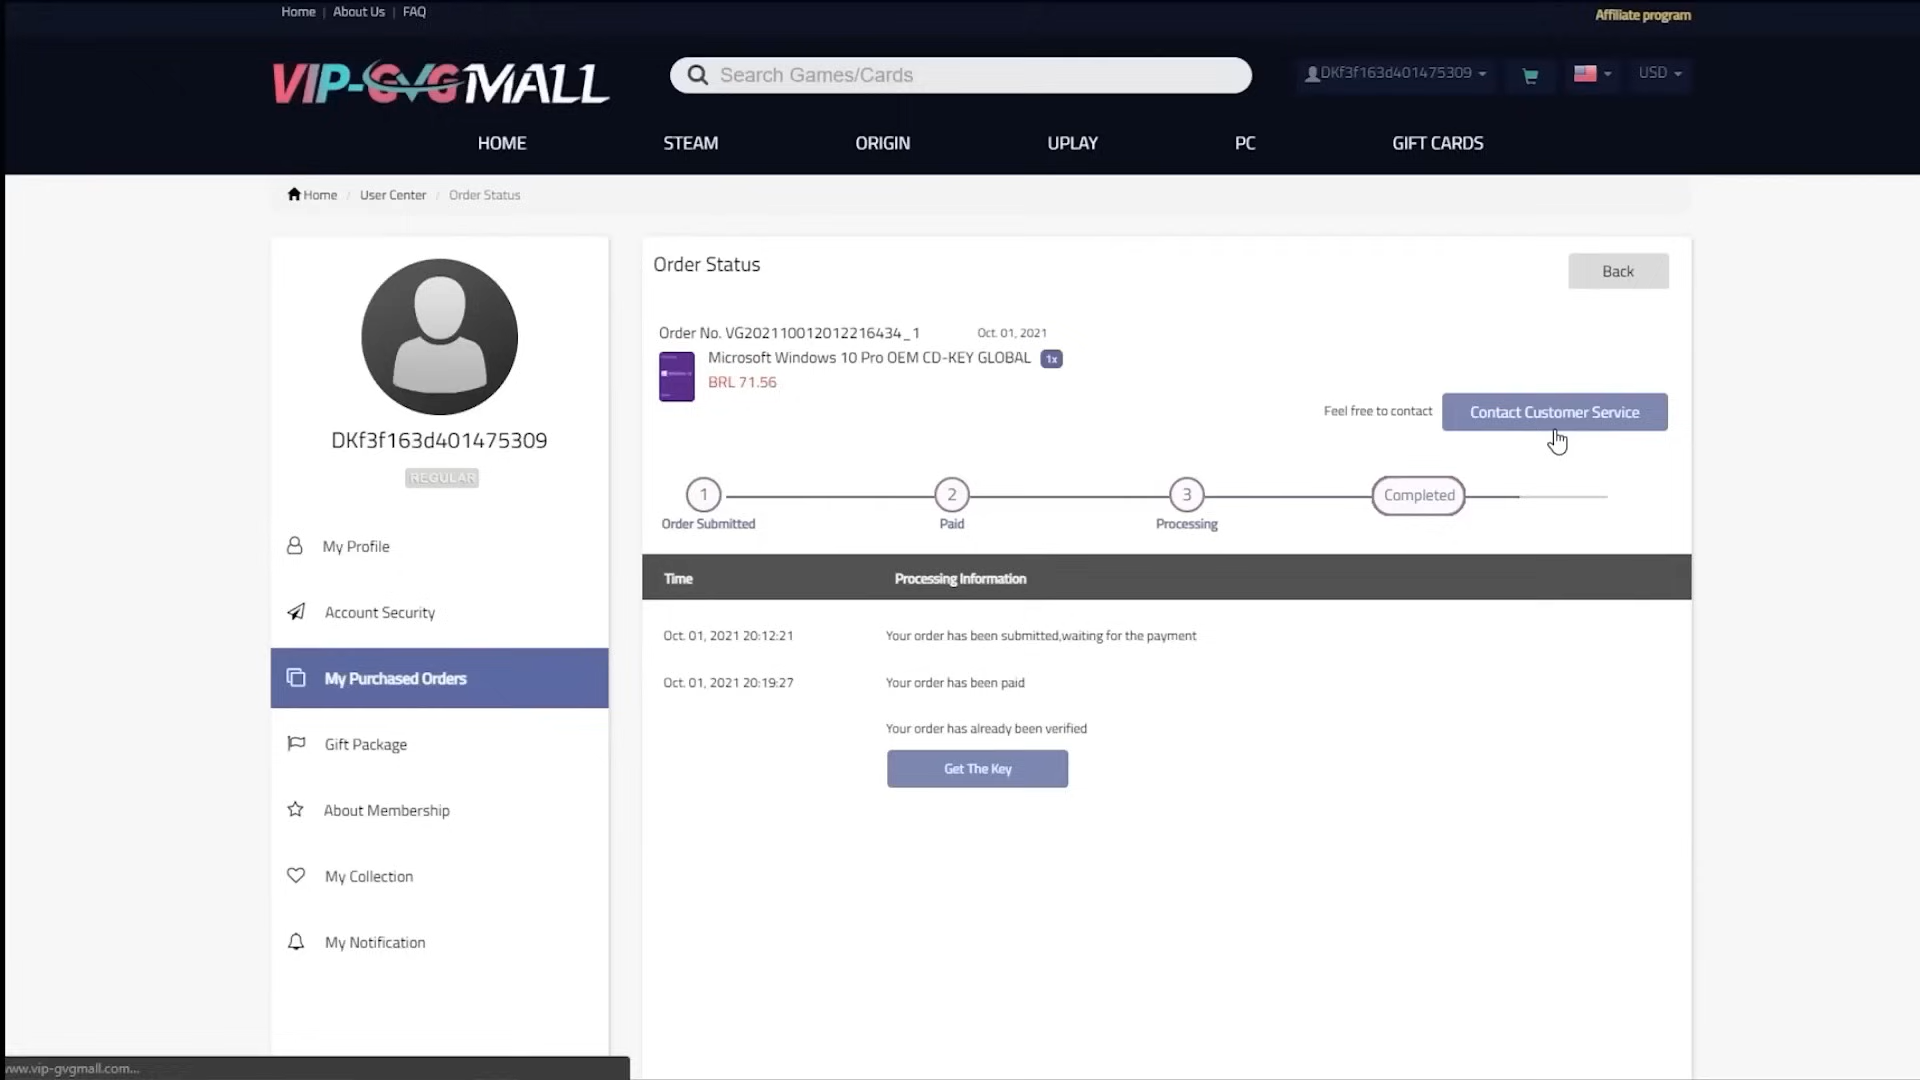 Home | About Us | FAQ
Affiliate program
VIP-GVGMALL
Search Games/Cards
DKf3f163d401475309
USD
HOME
STEAM
ORIGIN
UPLAY
PC
GIFT CARDS
Home / User Center / Order Status
DKf3f163d401475309
REGULAR
My Profile
Account Security
My Purchased Orders
Gift Package
About Membership
My Collection
My Notification
Order Status
Back
Order No. VG202110012012216434_1
Oct. 01, 2021
Microsoft Windows 10 Pro OEM CD-KEY GLOBAL
1x
BRL 71.56
Feel free to contact
Contact Customer Service
1
2
3
Completed
Order Submitted
Paid
Processing
Time
Processing Information
Oct. 01, 2021 20:12:21
Your order has been submitted,waiting for the payment
Oct. 01, 2021 20:19:27
Your order has been paid
Your order has already been verified
Get The Key
www.vip-gvgmall.com...